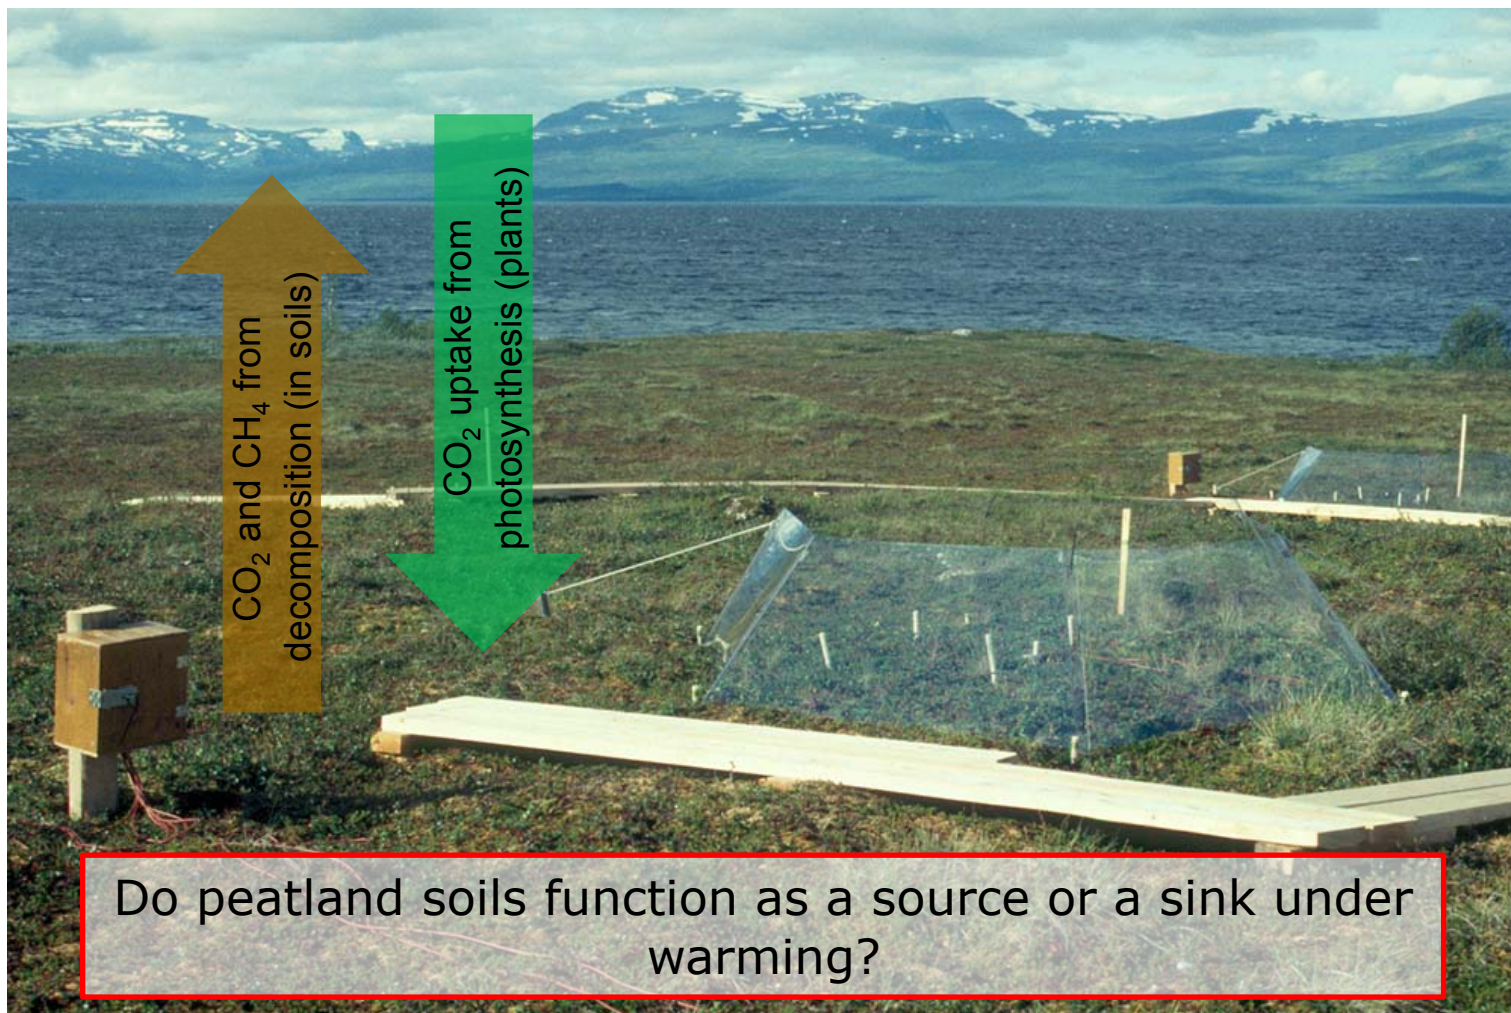 CO₂ and CH₄ from
decomposition (in soils)
CO₂ uptake from
photosynthesis (plants)
Do peatland soils function as a source or a sink under
warming?